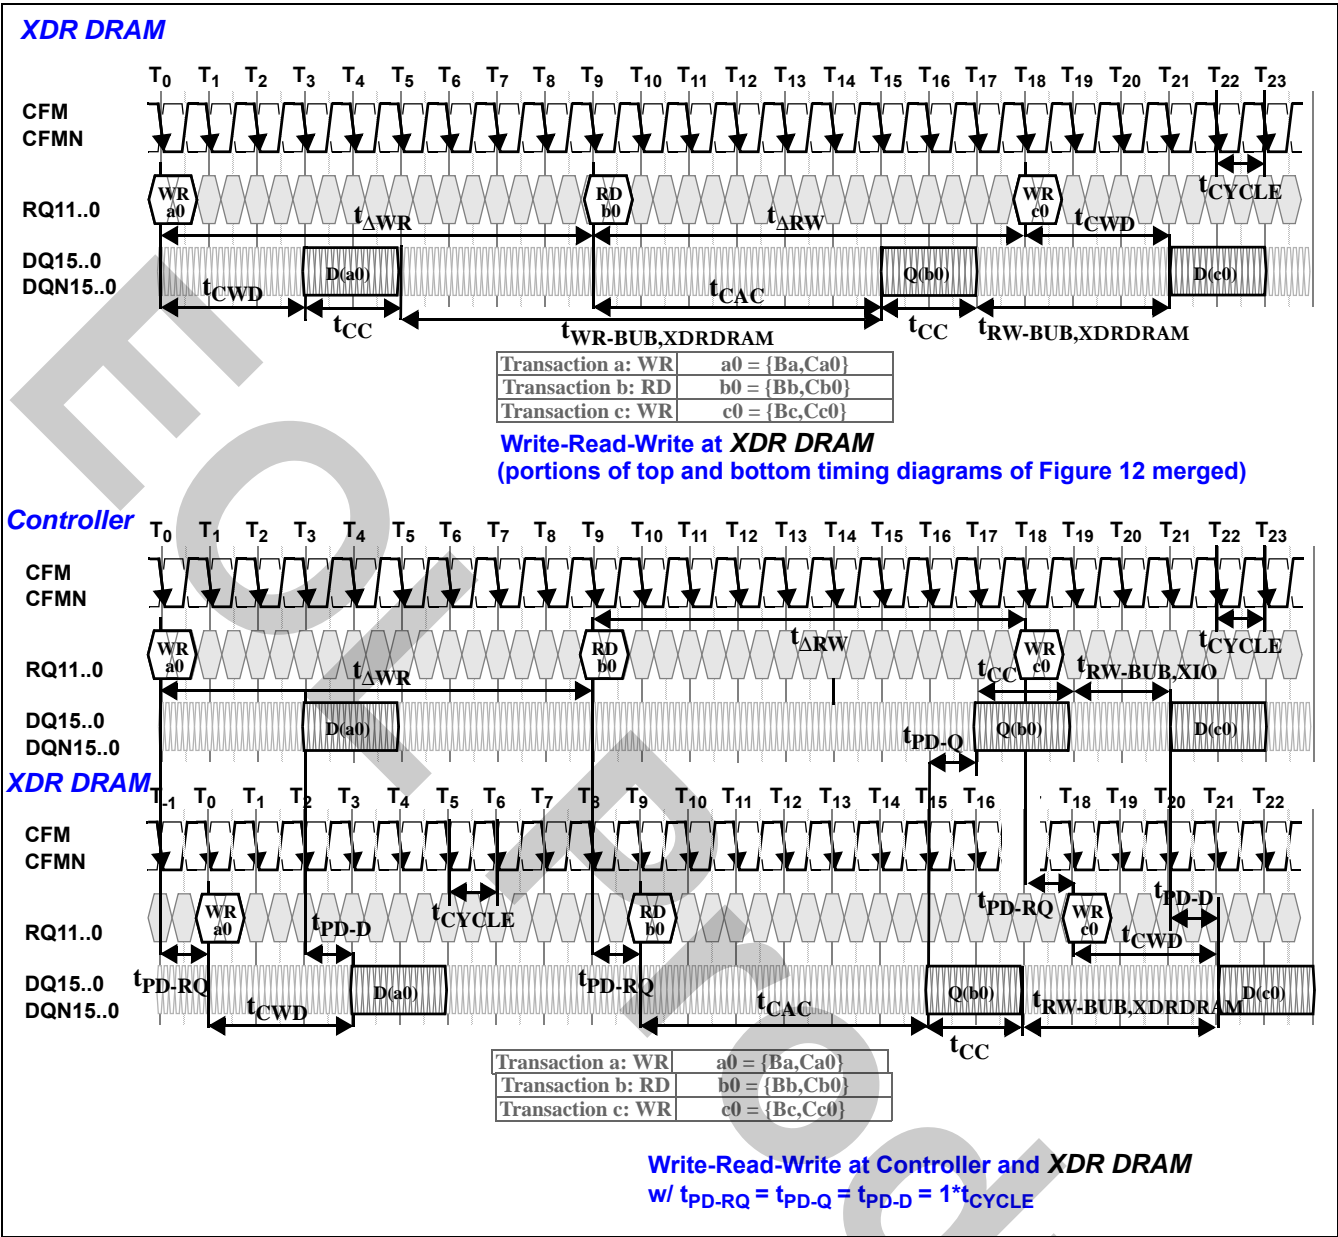 XDR DRAM
T0 T1 T2 T3 T4 T5 T6 T7 T8 T9 T10 T11 T12 T13 T14 T15 T16 T17 T18 T19 T20 T21 T22 T23
CFM
CFMN
tCYCLE
RQ11..0
WR a0
RD b0
WR c0
tΔWR
tΔRW
tCWD
DQ15..0
DQN15..0
D(a0)
Q(b0)
D(c0)
tCWD
tCC
tCAC
tCC
tWR-BUB,XDRDRAM
tRW-BUB,XDRDRAM
Transaction a: WR a0 = {Ba,Ca0}
Transaction b: RD b0 = {Bb,Cb0}
Transaction c: WR c0 = {Bc,Cc0}
Write-Read-Write at XDR DRAM
(portions of top and bottom timing diagrams of Figure 12 merged)
Controller
T0 T1 T2 T3 T4 T5 T6 T7 T8 T9 T10 T11 T12 T13 T14 T15 T16 T17 T18 T19 T20 T21 T22 T23
CFM
CFMN
tCYCLE
RQ11..0
WR a0
RD b0
WR c0
tΔWR
tΔRW
tCC
tRW-BUB,XIO
DQ15..0
DQN15..0
D(a0)
Q(b0)
D(c0)
tPD-Q
XDR DRAM
T-1 T0 T1 T2 T3 T4 T5 T6 T7 T8 T9 T10 T11 T12 T13 T14 T15 T16 T18 T19 T20 T21 T22
CFM
CFMN
RQ11..0
WR a0
tPD-D
tCYCLE
RD b0
tPD-RQ
WR c0
tPD-D
tCWD
DQ15..0
DQN15..0
tPD-RQ
tCWD
D(a0)
tPD-RQ
tCAC
Q(b0)
tCC
tRW-BUB,XDRDRAM
D(c0)
Transaction a: WR a0 = {Ba,Ca0}
Transaction b: RD b0 = {Bb,Cb0}
Transaction c: WR c0 = {Bc,Cc0}
Write-Read-Write at Controller and XDR DRAM
w/ tPD-RQ = tPD-Q = tPD-D = 1*tCYCLE
EOL Prod